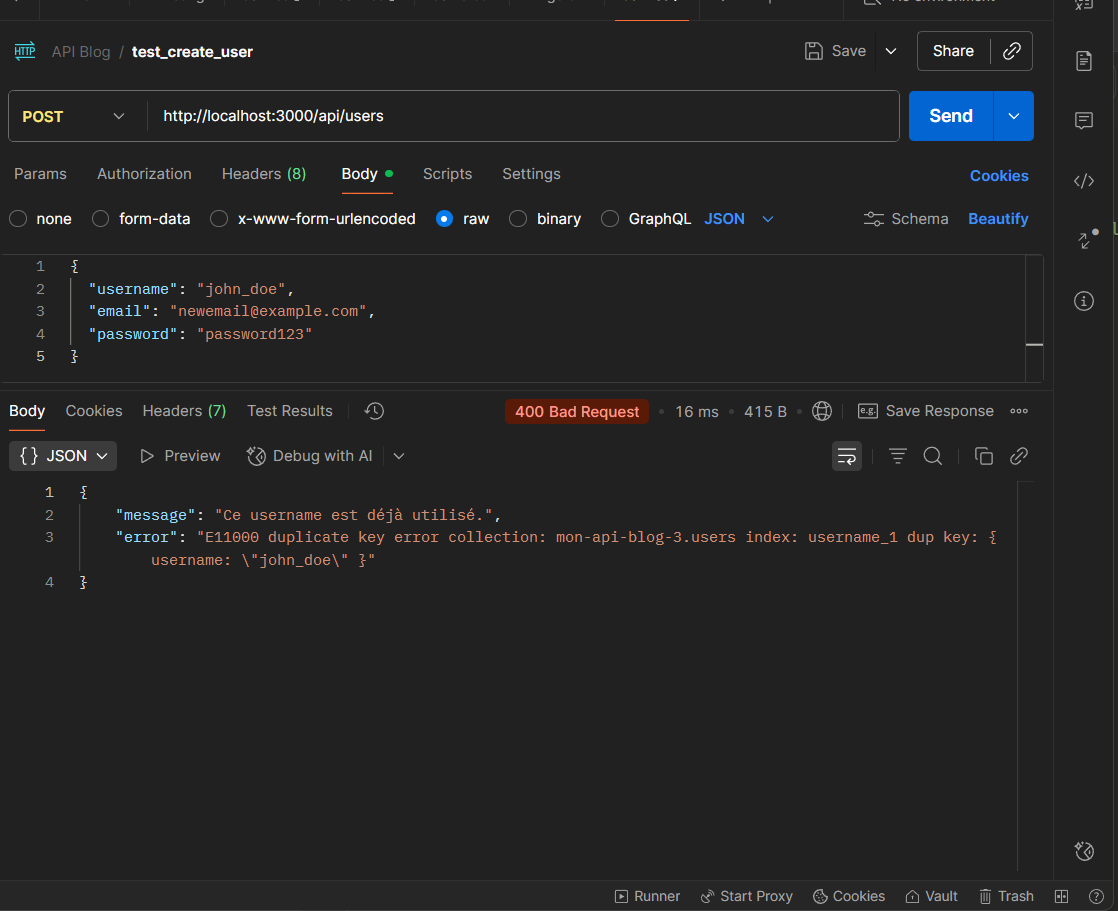 API Blog / test_create_user
Save
Share
POST
http://localhost:3000/api/users
Send
Params Authorization Headers (8) Body Scripts Settings Cookies
none form-data x-www-form-urlencoded raw binary GraphQL JSON Schema Beautify
1 {
2 "username": "john_doe",
3 "email": "newemail@example.com",
4 "password": "password123"
5 }
Body Cookies Headers (7) Test Results 400 Bad Request • 16 ms • 415 B • e.g. Save Response
{} JSON Preview Debug with AI
1 {
2 "message": "Ce username est déjà utilisé.",
3 "error": "E11000 duplicate key error collection: mon-api-blog-3.users index: username_1 dup key: {
username: \"john_doe\" }"
4 }
Runner Start Proxy Cookies Vault Trash